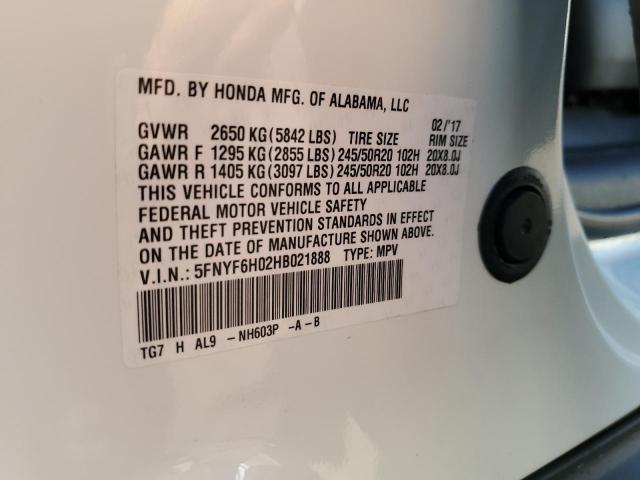 MFD. BY HONDA MFG. OF ALABAMA, LLC
02/'17
GVWR 2650 KG (5842 LBS) TIRE SIZE RIM SIZE
GAWR F 1295 KG (2855 LBS) 245/50R20 102H 20X8.0J
GAWR R 1405 KG (3097 LBS) 245/50R20 102H 20X8.0J
THIS VEHICLE CONFORMS TO ALL APPLICABLE
FEDERAL MOTOR VEHICLE SAFETY
AND THEFT PREVENTION STANDARDS IN EFFECT
ON THE DATE OF MANUFACTURE SHOWN ABOVE.
V.I.N.: 5FNYF6H02HB021888 TYPE: MPV
TG7 H AL9 -NH603P -A-B